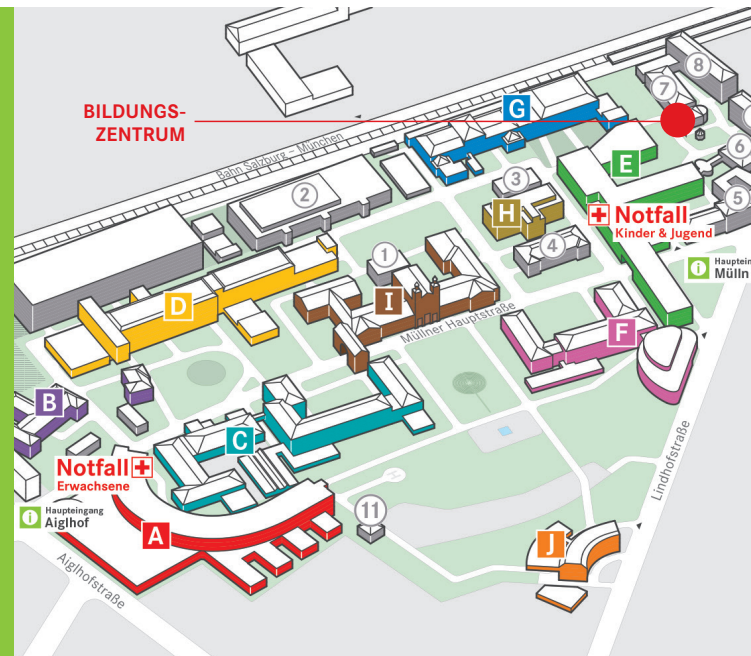 8
7
BILDUNGS-
ZENTRUM
G
Bahn Salzburg – München
E
6
3
2
5
H
Notfall
Kinder & Jugend
4
1
i Haupteing
Mülln
I
D
Müllner Hauptstraße
F
B
C
Lindhofstraße
Notfall
Erwachsene
11
i Haupteingang
Aiglhof
A
J
Aiglhofstraße